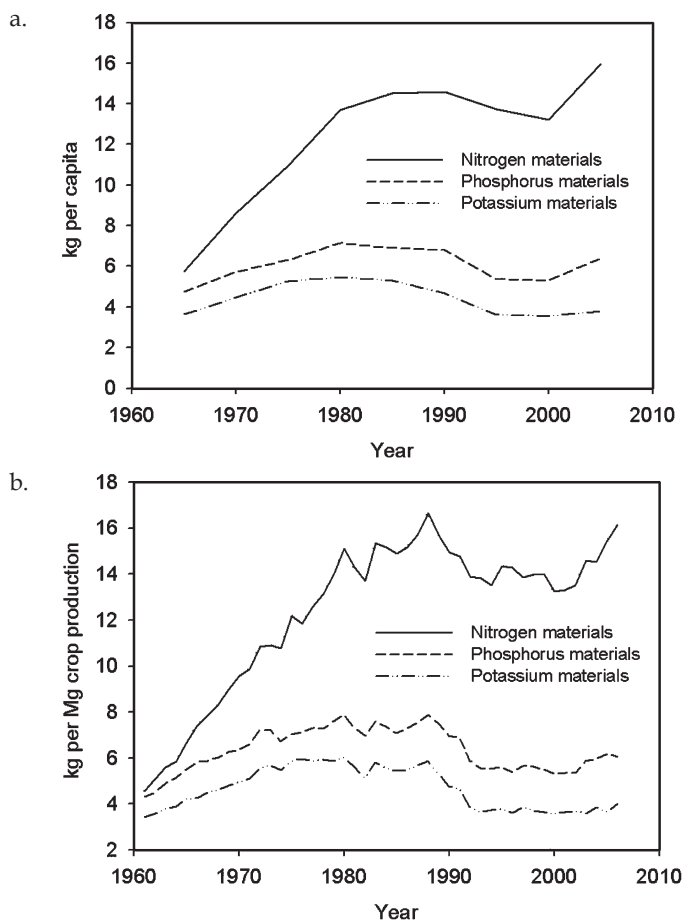 a.
18
16
14
12
10
8
6
4
2
0
kg per capita
Nitrogen materials
Phosphorus materials
Potassium materials
1960 1970 1980 1990 2000 2010
Year
b.
18
16
14
12
10
8
6
4
2
kg per Mg crop production
Nitrogen materials
Phosphorus materials
Potassium materials
1960 1970 1980 1990 2000 2010
Year